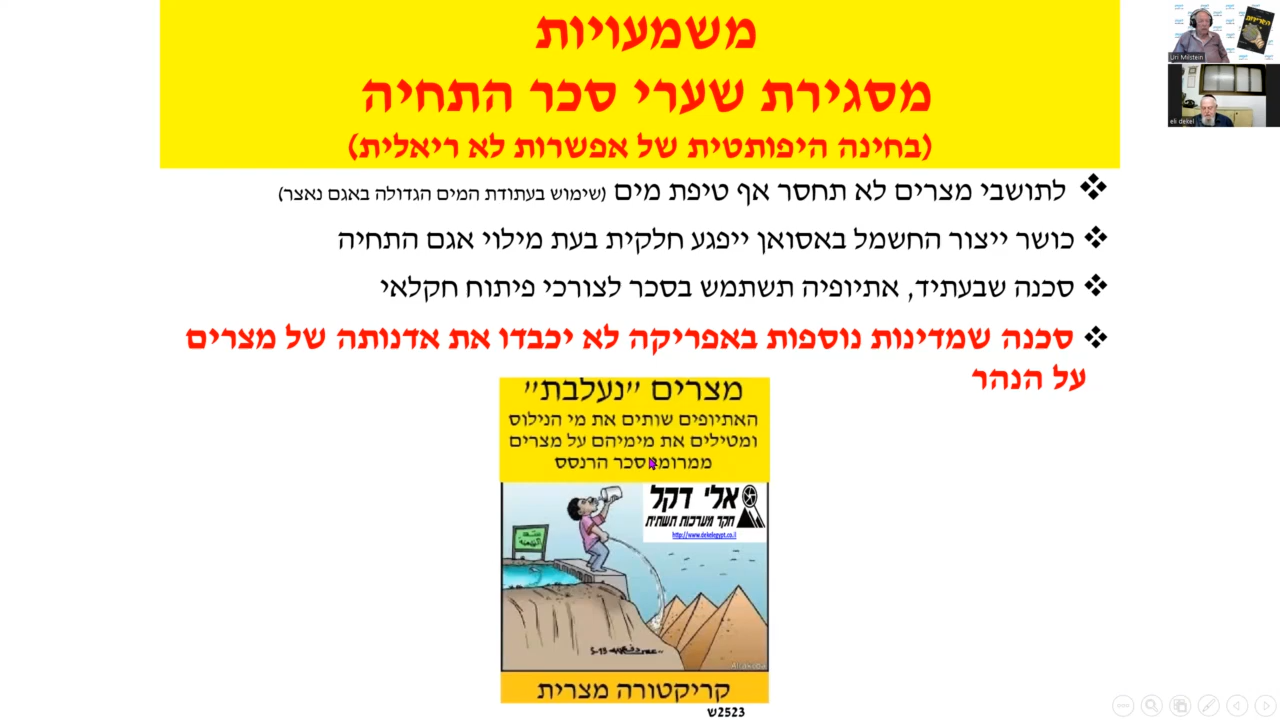 משמעויות
מסגירת שערי סכר התחיה
(בחינה היפותטית של אפשרות לא ריאלית)
❖ לתושבי מצרים לא תחסר אף טיפת מים (שימוש בעתודת המים הגדולה באגם נאצר)
❖ כושר ייצור החשמל באסואן ייפגע חלקית בעת מילוי אגם התחיה
❖ סכנה שבעתיד, אתיופיה תשתמש בסכר לצורכי פיתוח חקלאי
❖ סכנה שמדינות נוספות באפריקה לא יכבדו את אדנותה של מצרים
על הנהר
מצרים "נעלבת"
האתיופים שותים את מי הנילוס
ומטילים את מימיהם על מצרים
סכר הרנסס
אלי דקל
חקר מערכות תשתית
http://www.dekelegypt.co.il
5-13
קריקטורה מצרית
2523ש
Uri Milstein
eli dekel